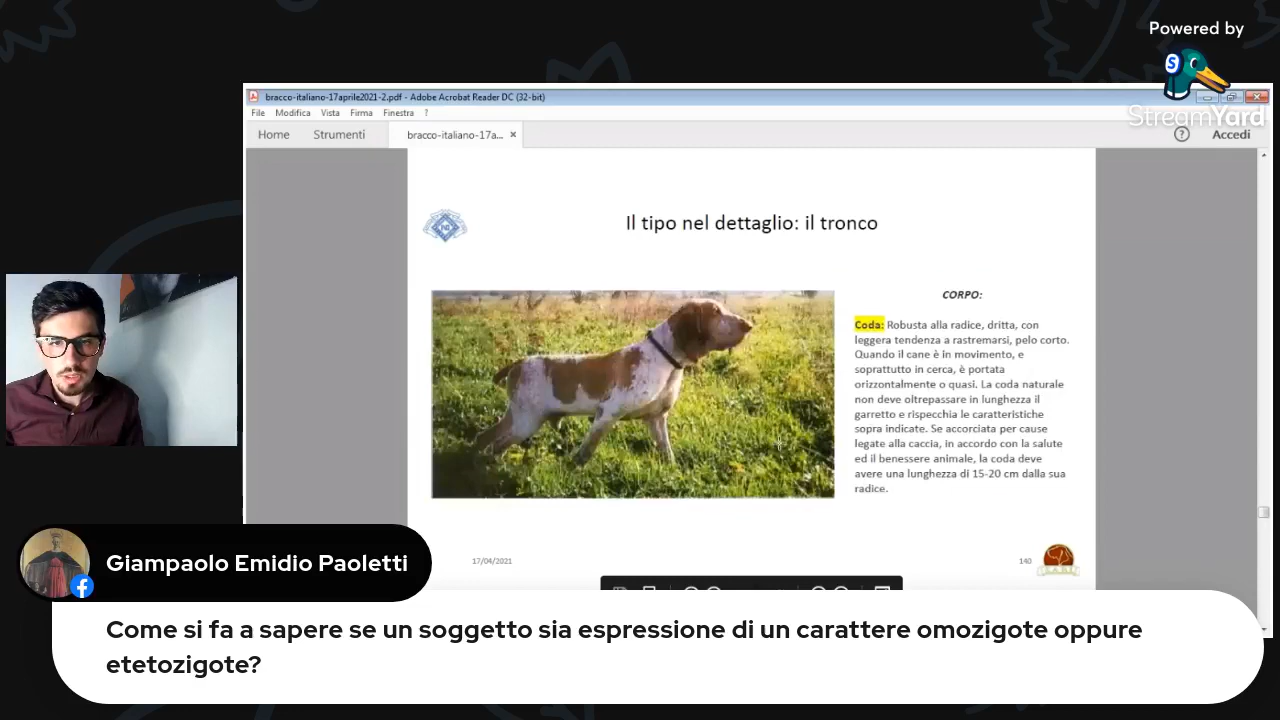 Powered by
StreamYard
bracco-italiano-17aprile2021-2.pdf - Adobe Acrobat Reader DC (32-bit)
File Modifica Vista Firma Finestra ?
Home Strumenti bracco-italiano-17a... × ? Accedi
Il tipo nel dettaglio: il tronco
CORPO:
Coda: Robusta alla radice, dritta, con
leggera tendenza a rastremarsi, pelo corto.
Quando il cane è in movimento, e
soprattutto in cerca, è portata
orizzontalmente o quasi. La coda naturale
non deve oltrepassare in lunghezza il
garretto e rispecchia le caratteristiche
sopra indicate. Se accorciata per cause
legate alla caccia, in accordo con la salute
ed il benessere animale, la coda deve
avere una lunghezza di 15-20 cm dalla sua
radice.
17/04/2021
140
Giampaolo Emidio Paoletti
Come si fa a sapere se un soggetto sia espressione di un carattere omozigote oppure
etetozigote?